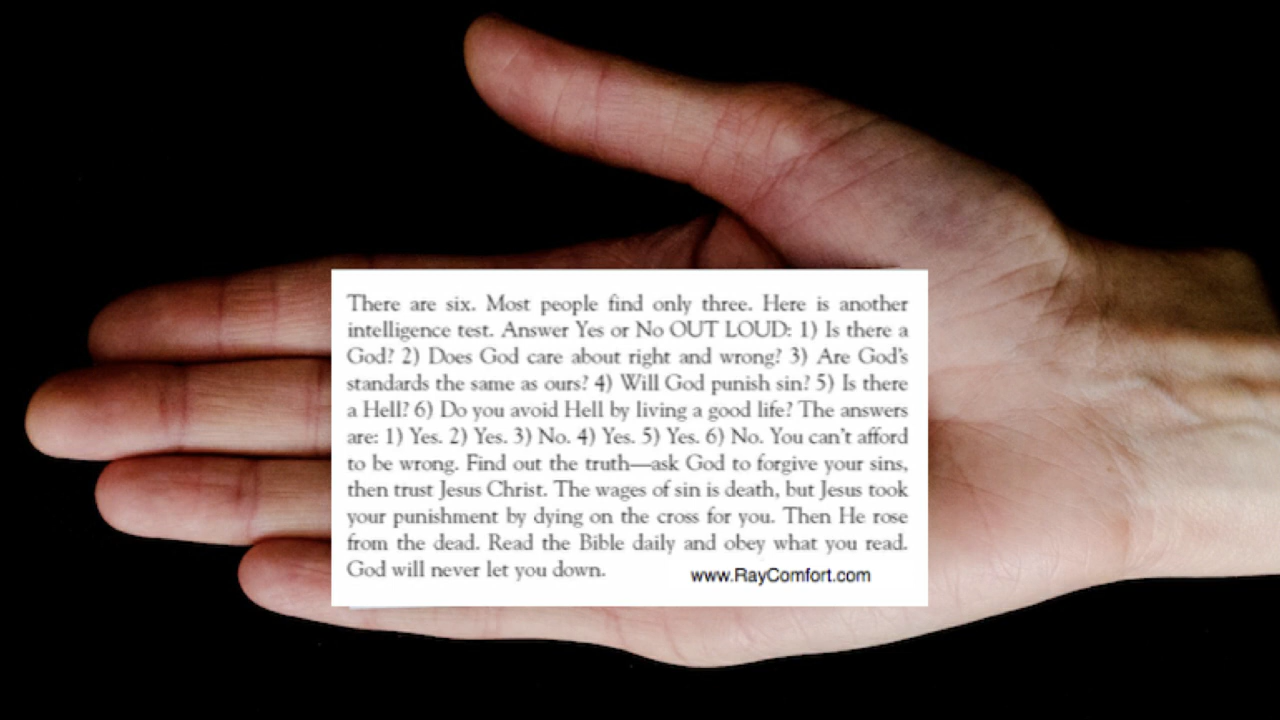 There are six. Most people find only three. Here is another
intelligence test. Answer Yes or No OUT LOUD: 1) Is there a
God? 2) Does God care about right and wrong? 3) Are God's
standards the same as ours? 4) Will God punish sin? 5) Is there
a Hell? 6) Do you avoid Hell by living a good life? The answers
are: 1) Yes. 2) Yes. 3) No. 4) Yes. 5) Yes. 6) No. You can't afford
to be wrong. Find out the truth—ask God to forgive your sins,
then trust Jesus Christ. The wages of sin is death, but Jesus took
your punishment by dying on the cross for you. Then He rose
from the dead. Read the Bible daily and obey what you read.
God will never let you down.
www.RayComfort.com